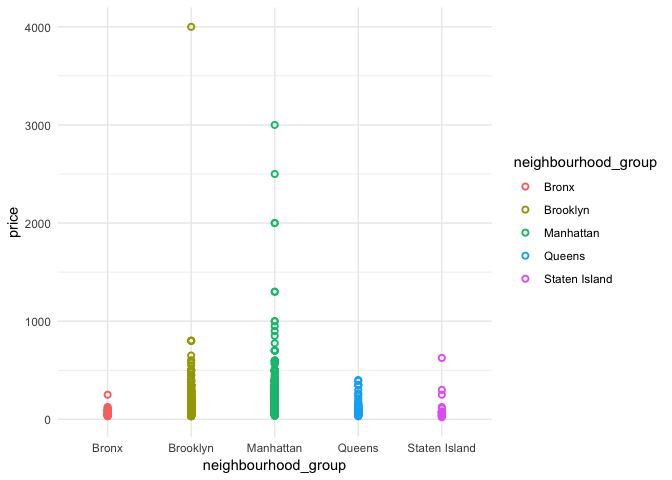 4000
3000
2000
1000
0
price
Bronx
Brooklyn
Manhattan
Queens
Staten Island
neighbourhood_group
neighbourhood_group
Bronx
Brooklyn
Manhattan
Queens
Staten Island